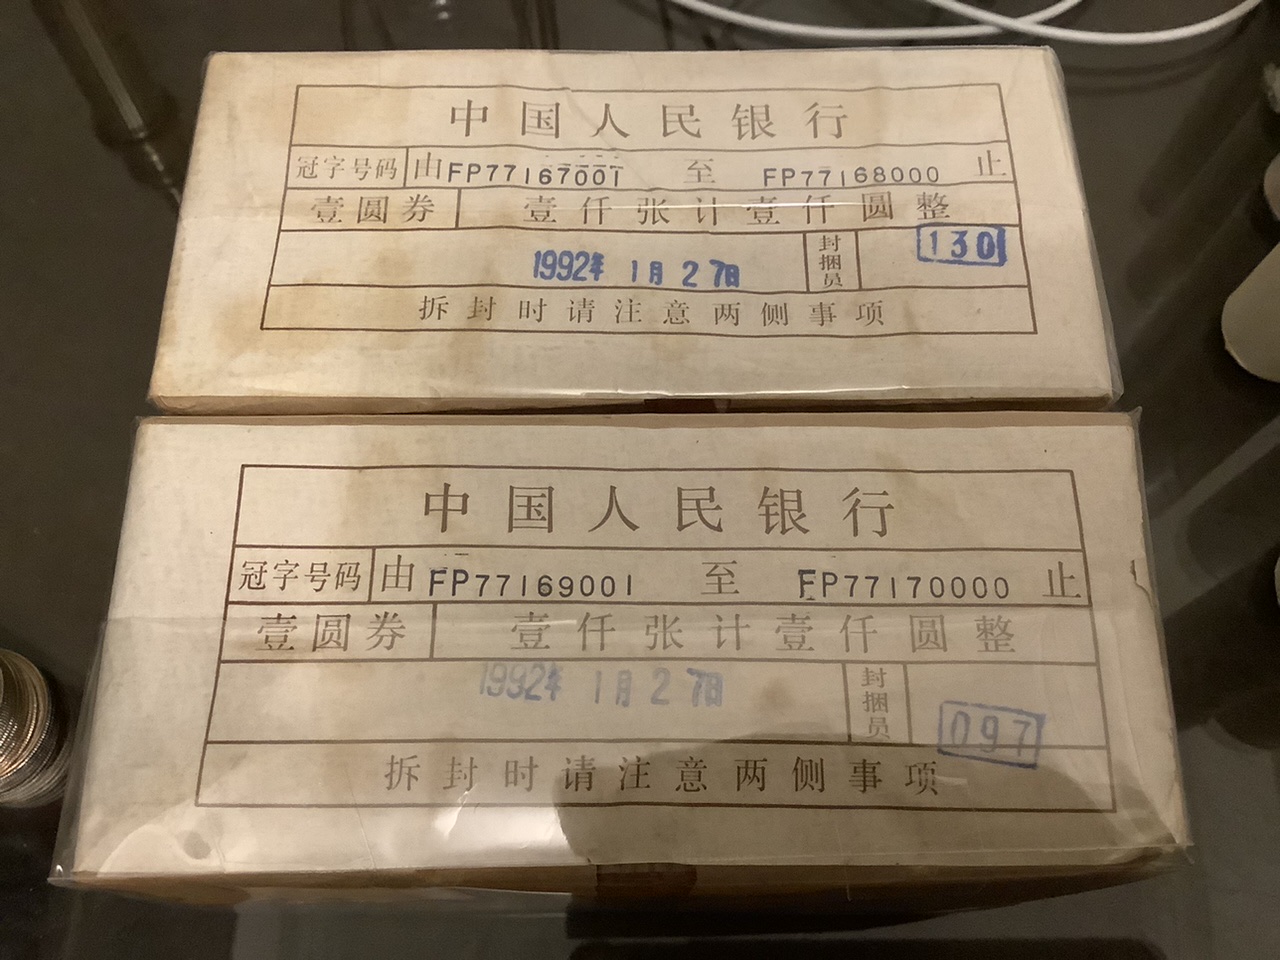 中国人民银行
冠字号码 由 FP77167001 至 FP77168000 止
壹圆券 壹仟张计壹仟圆整
1992年 1月27日 封捆员 130
拆封时请注意两侧事项
中国人民银行
冠字号码 由 FP77169001 至 FP77170000 止
壹圆券 壹仟张计壹仟圆整
1992年 1月27日 封捆员 097
拆封时请注意两侧事项